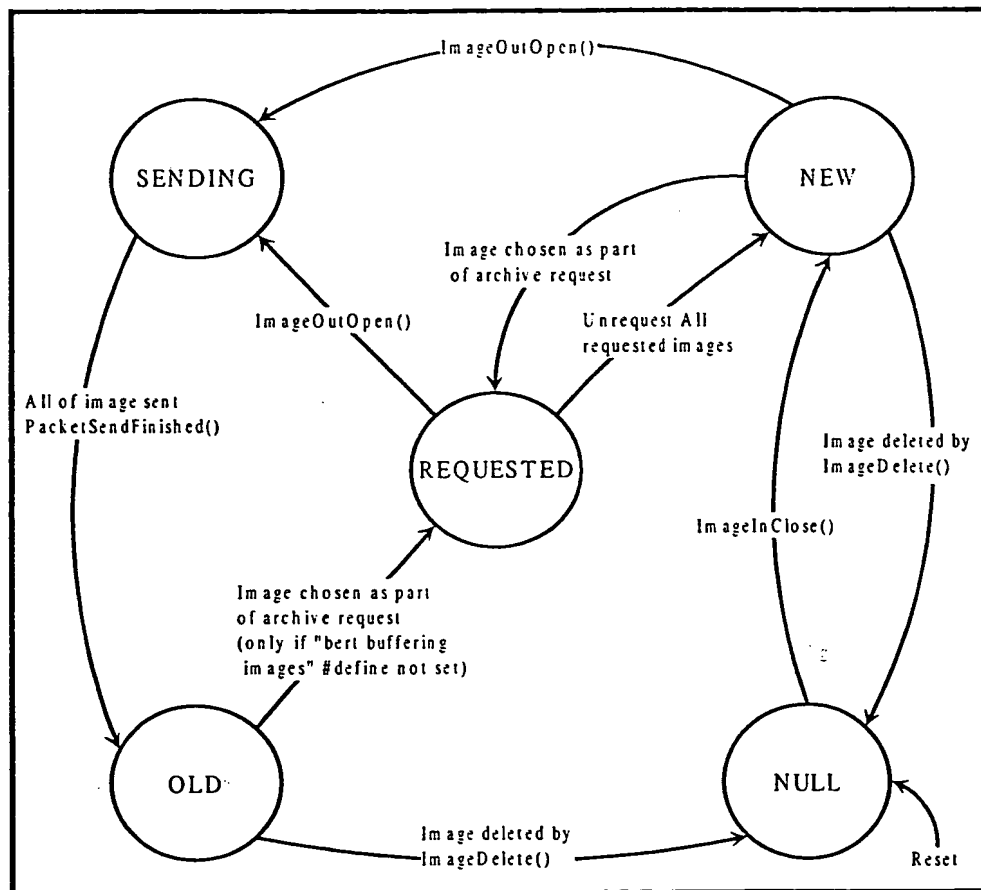 ImageOutOpen()
SENDING
NEW
Image chosen as part
of archive request
ImageOutOpen()
Unrequest All
requested images
All of image sent
PacketSendFinished()
REQUESTED
Image deleted by
ImageDelete()
ImageInClose()
Image chosen as part
of archive request
(only if "bert buffering
images" #define not set)
OLD
NULL
Image deleted by
ImageDelete()
Reset